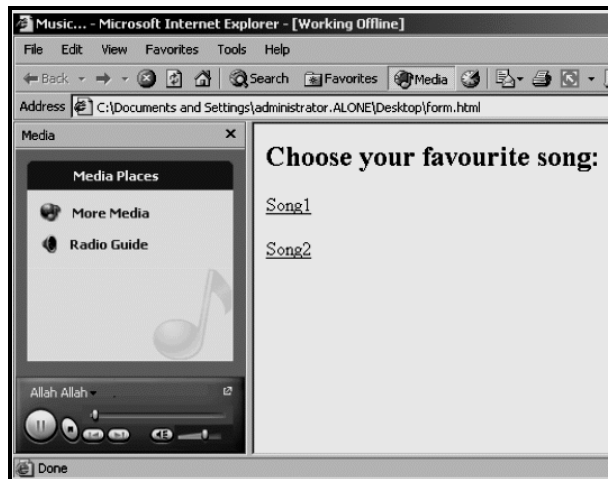 Music... - Microsoft Internet Explorer - [Working Offline]
File Edit View Favorites Tools Help
Back Search Favorites Media
Address C:\Documents and Settings\administrator.ALONE\Desktop\form.html
Media x
Choose your favourite song:
Media Places
More Media
Radio Guide
Song1
Song2
Allah Allah
Done